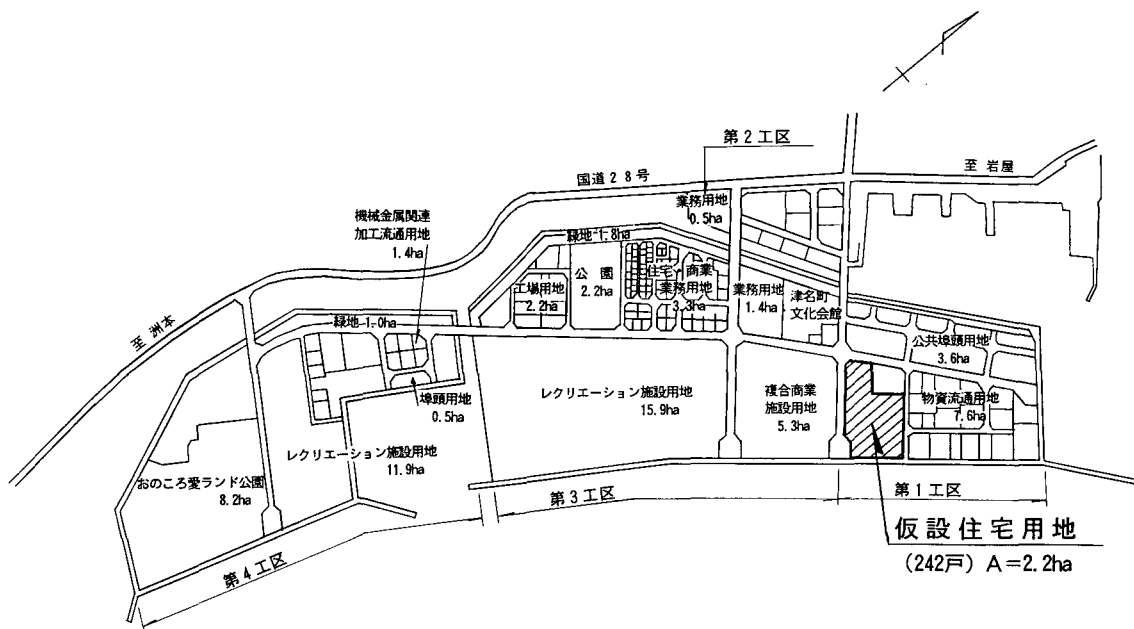 第2工区
至 岩屋
国道28号
業務用地
0.5ha
機械金属関連
加工流通用地
1.4ha
緑地 1.8ha
公園
2.2ha
住宅・商業
業務用地
3.3ha
工場用地
2.2ha
業務用地
1.4ha
津名町
文化会館
至 洲本
緑地 1.0ha
公共埠頭用地
3.6ha
埠頭用地
0.5ha
レクリエーション施設用地
15.9ha
複合商業
施設用地
5.3ha
物資流通用地
7.6ha
レクリエーション施設用地
11.9ha
おのころ愛ランド公園
8.2ha
第3工区
第1工区
第4工区
仮設住宅用地
(242戸) A=2.2ha